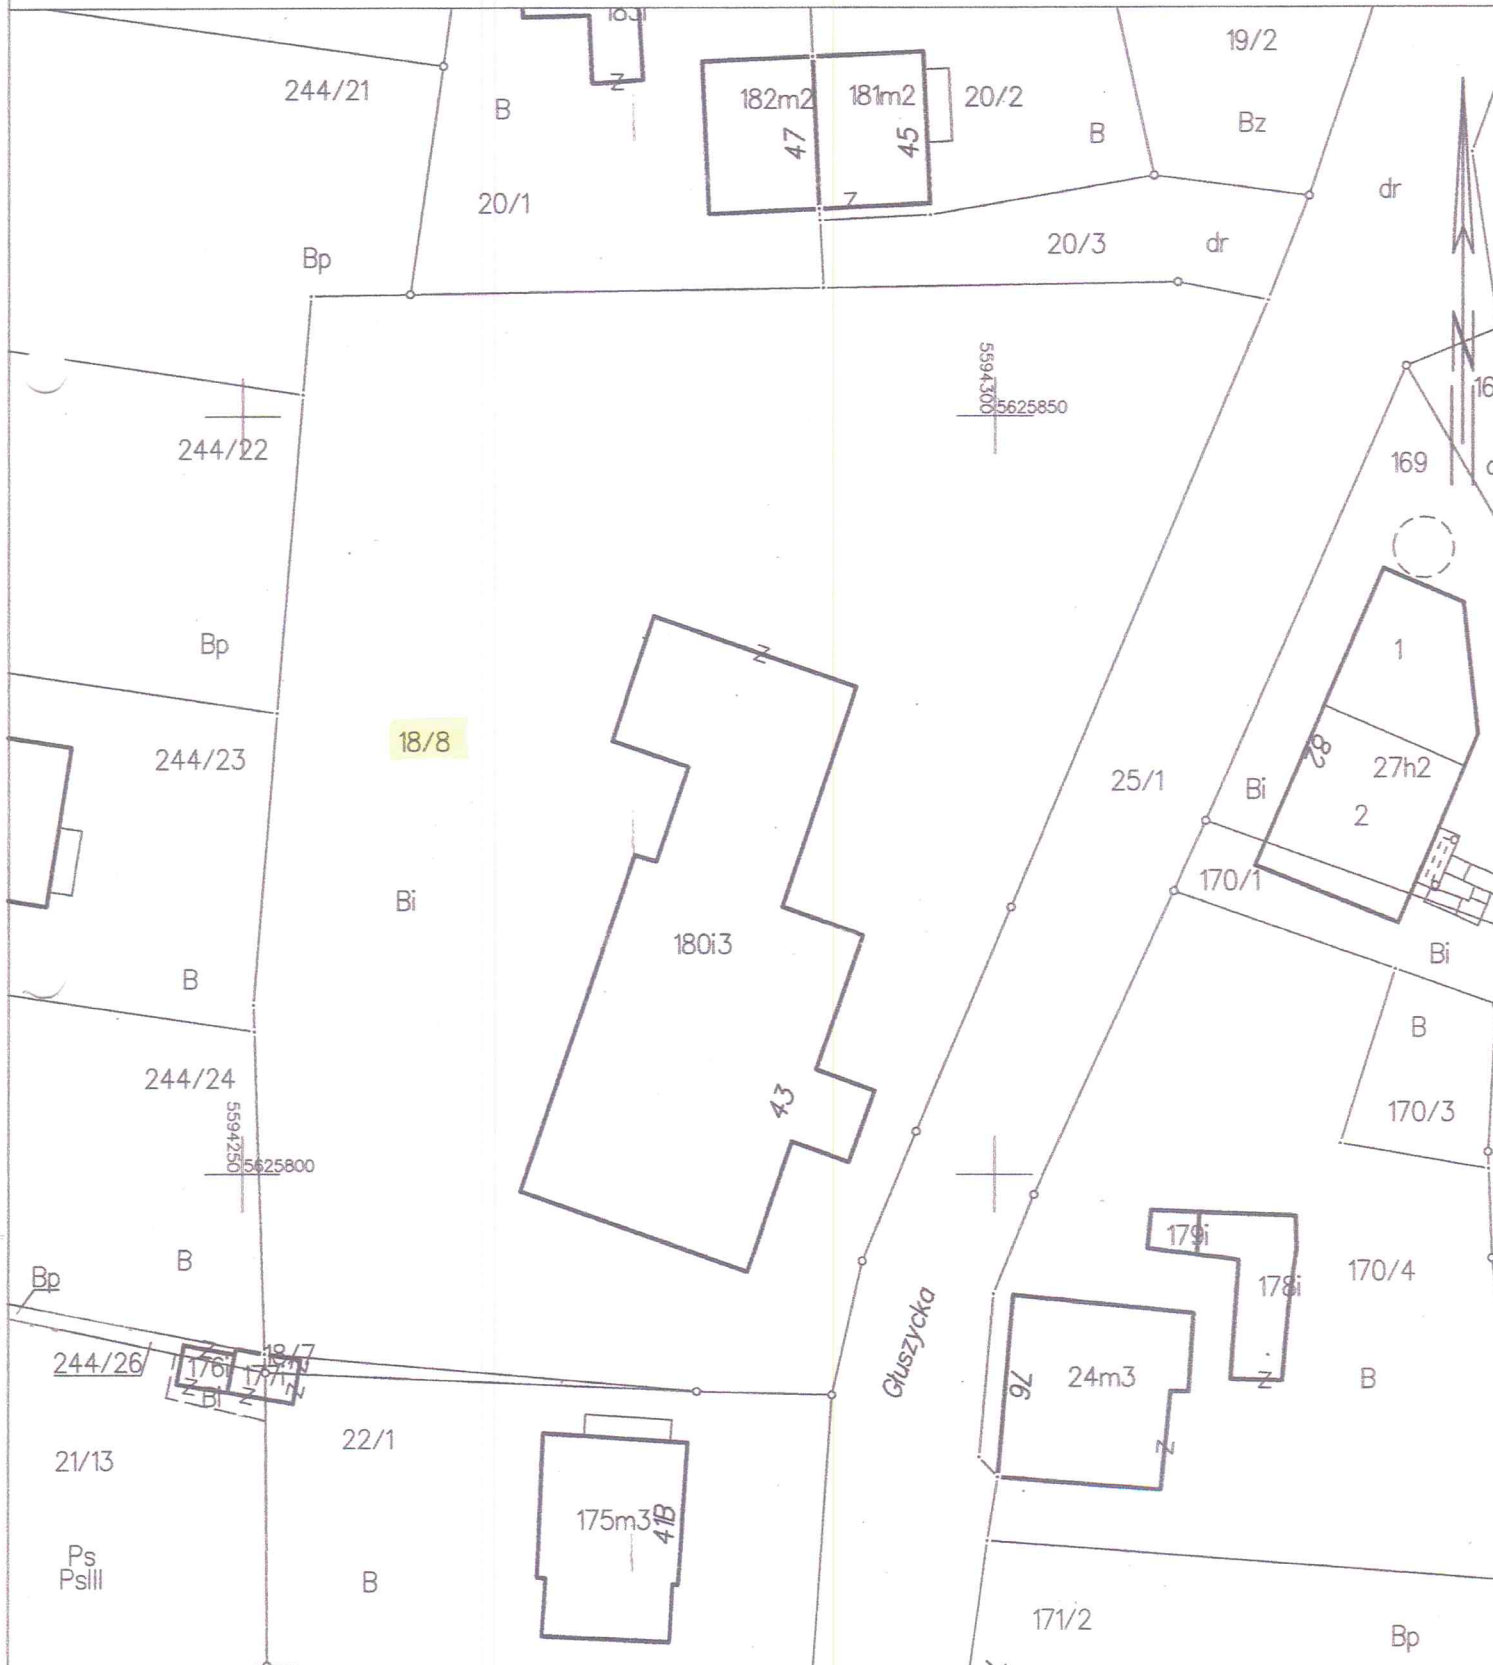 183i
19/2
244/21
B
182m2
181m2
20/2
B
Bz
47
45
20/1
z
z
dr
20/3
dr
Bp
5594300
5625850
N
169
244/22
Bp
z
1
18/8
244/23
82
27h2
25/1
Bi
2
170/1
Bi
180i3
Bi
B
B
244/24
43
170/3
5594250
5625800
179i
B
Bp
178i
170/4
Głuszycka
244/26
18/7
z
176i
177i
z
z
z
Bi
76
24m3
z
B
22/1
21/13
z
175m3
41B
Ps
PsIII
B
171/2
Bp